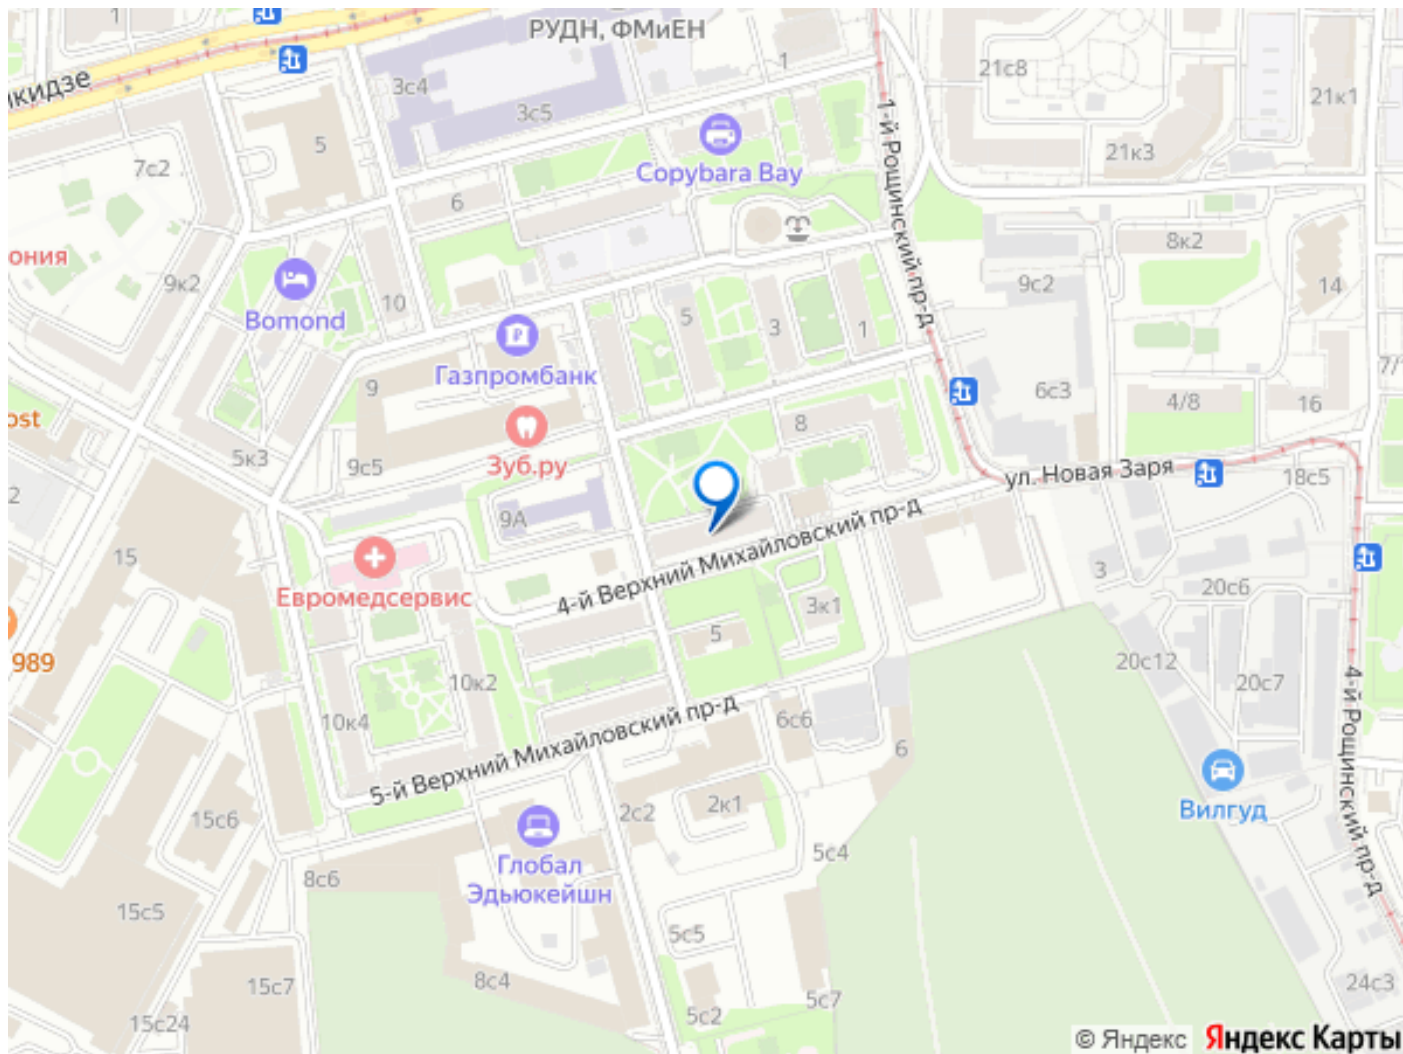 1
РУДН, ФМиЕН
кидзе
3с4
1
21с8
3с5
21к1
5
7с2
1-й Рощинский пр-д
21к3
Copybara Bay
6
8к2
ония
9к2
10
9с2
14
Bomond
5
3
1
Газпромбанк
9
6с3
7/
4/8
16
ost
8
Зуб.ру
5к3
9с5
ул. Новая Заря
18с5
2
9А
4-й Верхний Михайловский пр-д
15
3
20с6
Евромедсервис
3к1
5
989
20с12
10к2
20с7
4-й Рощинский пр-д
10к4
5-й Верхний Михайловский пр-д
6с6
6
2с2
2к1
Вилгуд
15с6
5с4
Глобал
Эдьюкейшн
8с6
15с5
5с5
8с4
15с7
5с7
24с3
15с24
5с2
© Яндекс Яндекс Карты